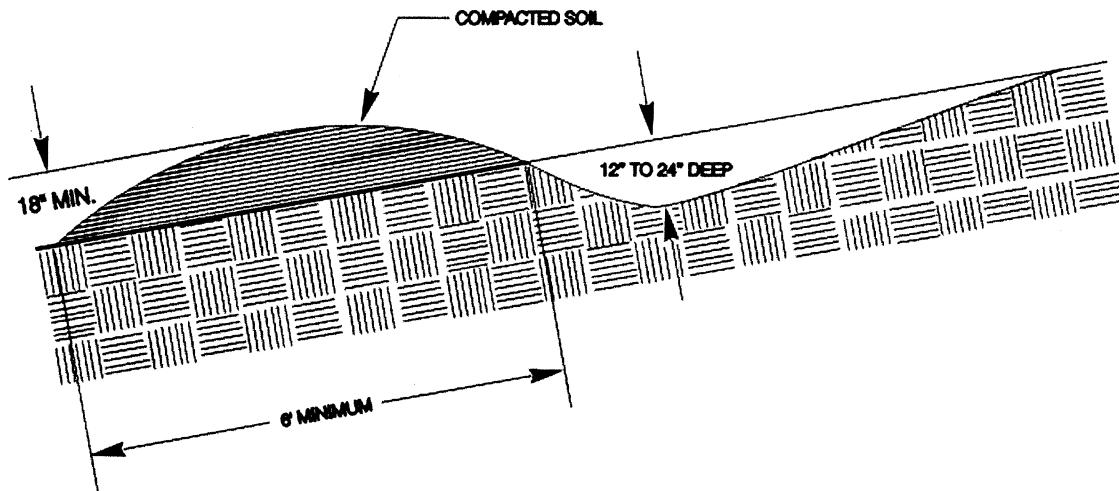 COMPACTED SOIL
18" MIN.
12" TO 24" DEEP
6' MINIMUM